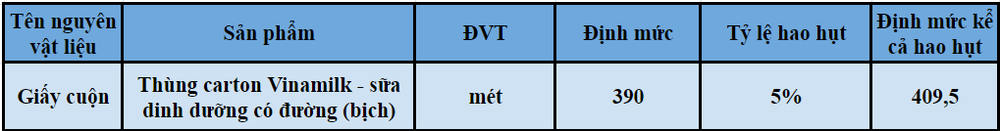 Tên nguyên
vật liệu
Sản phẩm
ĐVT
Định mức
Tỷ lệ hao hụt
Định mức kể
cả hao hụt
Giấy cuộn
Thùng carton Vinamilk - sữa
dinh dưỡng có đường (bịch)
mét
390
5%
409,5